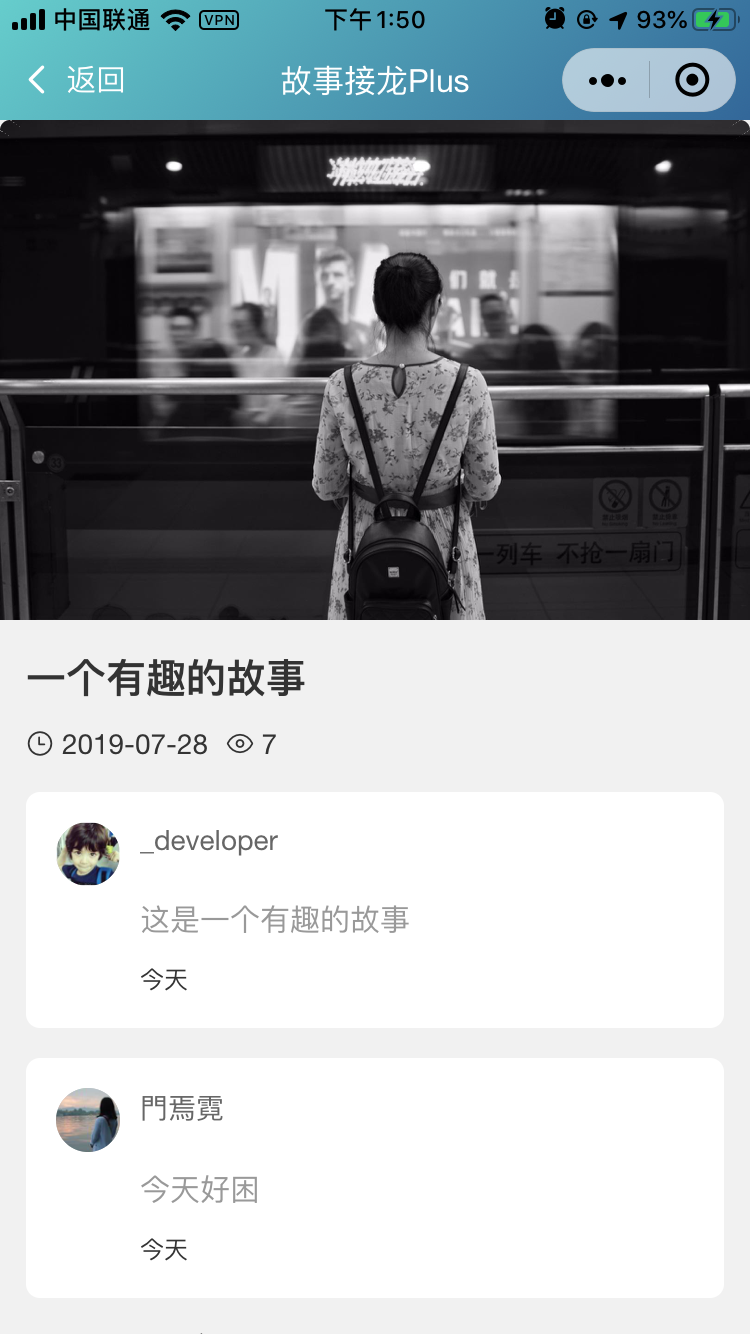 中国联通 VPN 下午1:50 93%
返回 故事接龙Plus
们就是
一列车 不抢一扇门
一个有趣的故事
2019-07-28 7
_developer
这是一个有趣的故事
今天
門焉霓
今天好困
今天